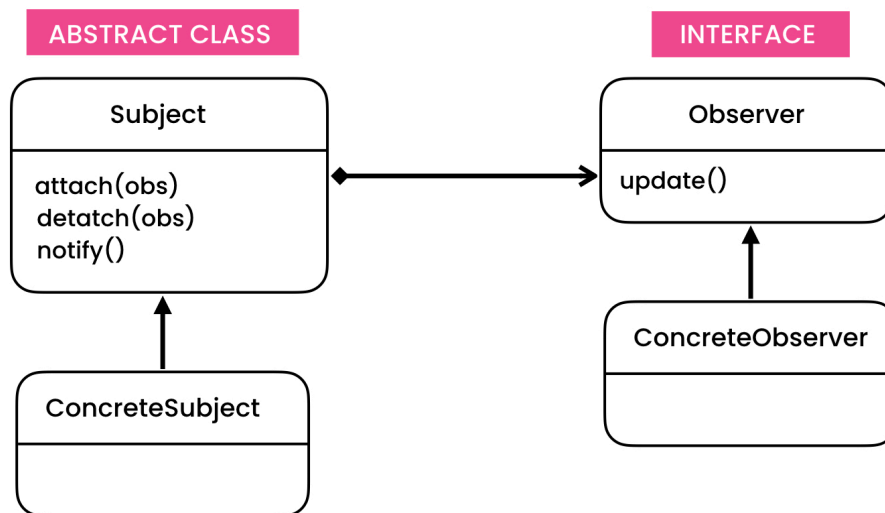 ABSTRACT CLASS
INTERFACE
Subject
attach(obs)
detatch(obs)
notify()
Observer
update()
ConcreteSubject
ConcreteObserver